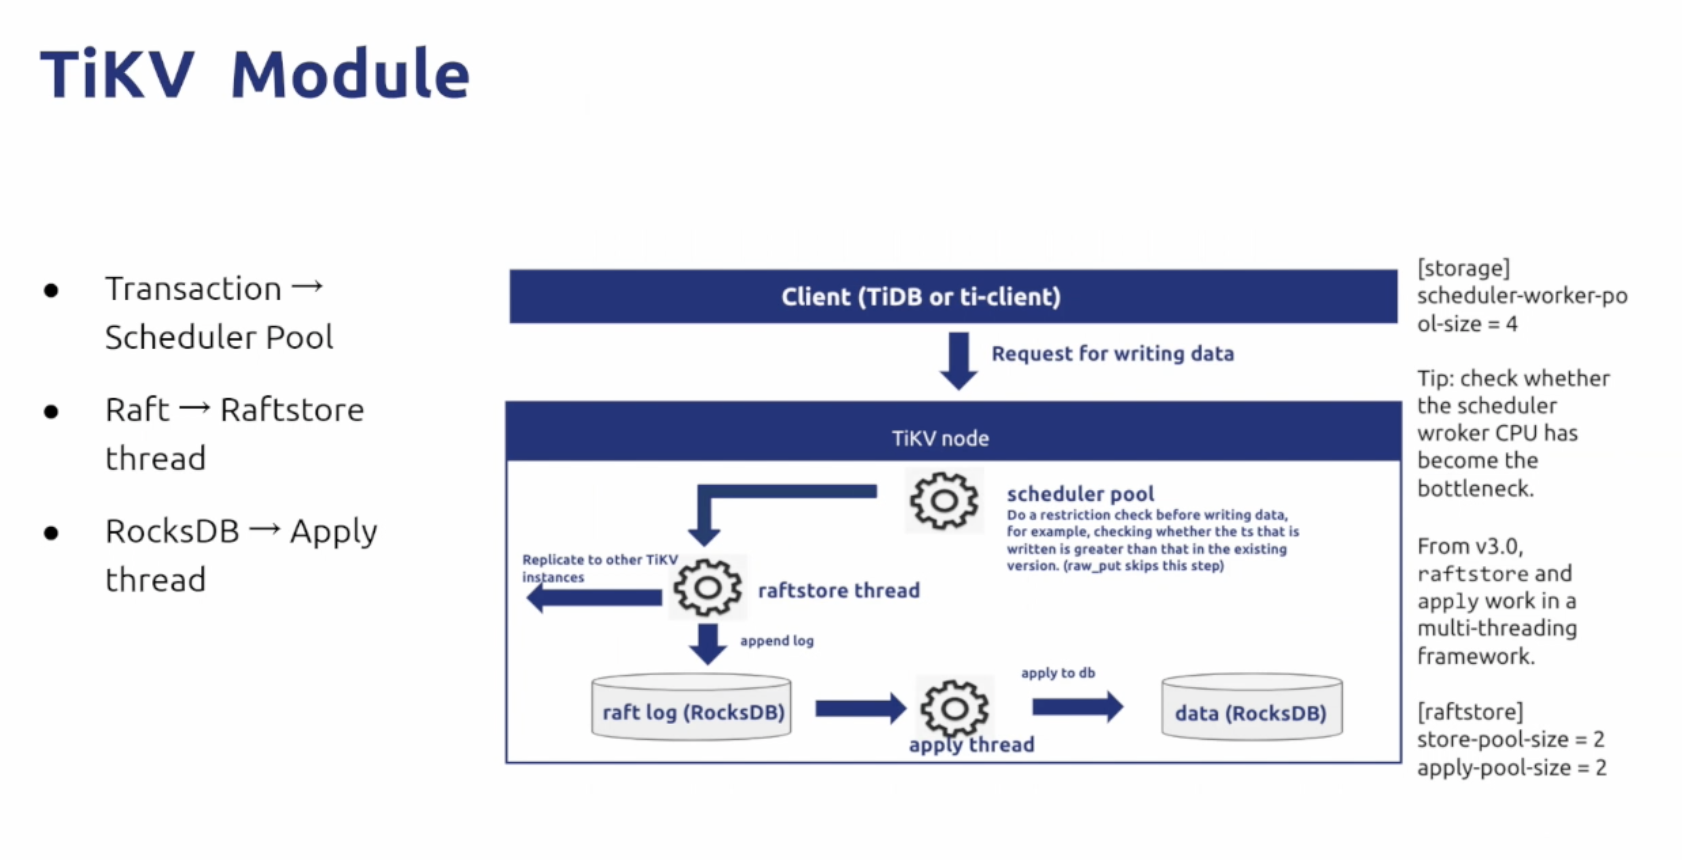 TiKV Module
● Transaction →
Scheduler Pool
● Raft → Raftstore
thread
● RocksDB → Apply
thread
Client (TiDB or ti-client)
Request for writing data
TiKV node
scheduler pool
Do a restriction check before writing data,
for example, checking whether the ts that is
written is greater than that in the existing
version. (raw_put skips this step)
Replicate to other TiKV
instances
raftstore thread
append log
raft log (RocksDB)
apply thread
apply to db
data (RocksDB)
[storage]
scheduler-worker-po
ol-size = 4
Tip: check whether
the scheduler
wroker CPU has
become the
bottleneck.
From v3.0,
raftstore and
apply work in a
multi-threading
framework.
[raftstore]
store-pool-size = 2
apply-pool-size = 2